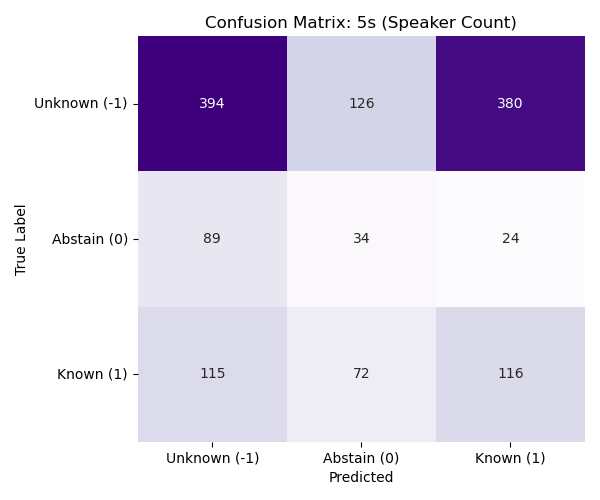 Confusion Matrix: 5s (Speaker Count)
True Label
Unknown (-1) 394 126 380
Abstain (0) 89 34 24
Known (1) 115 72 116
Unknown (-1) Abstain (0) Known (1)
Predicted